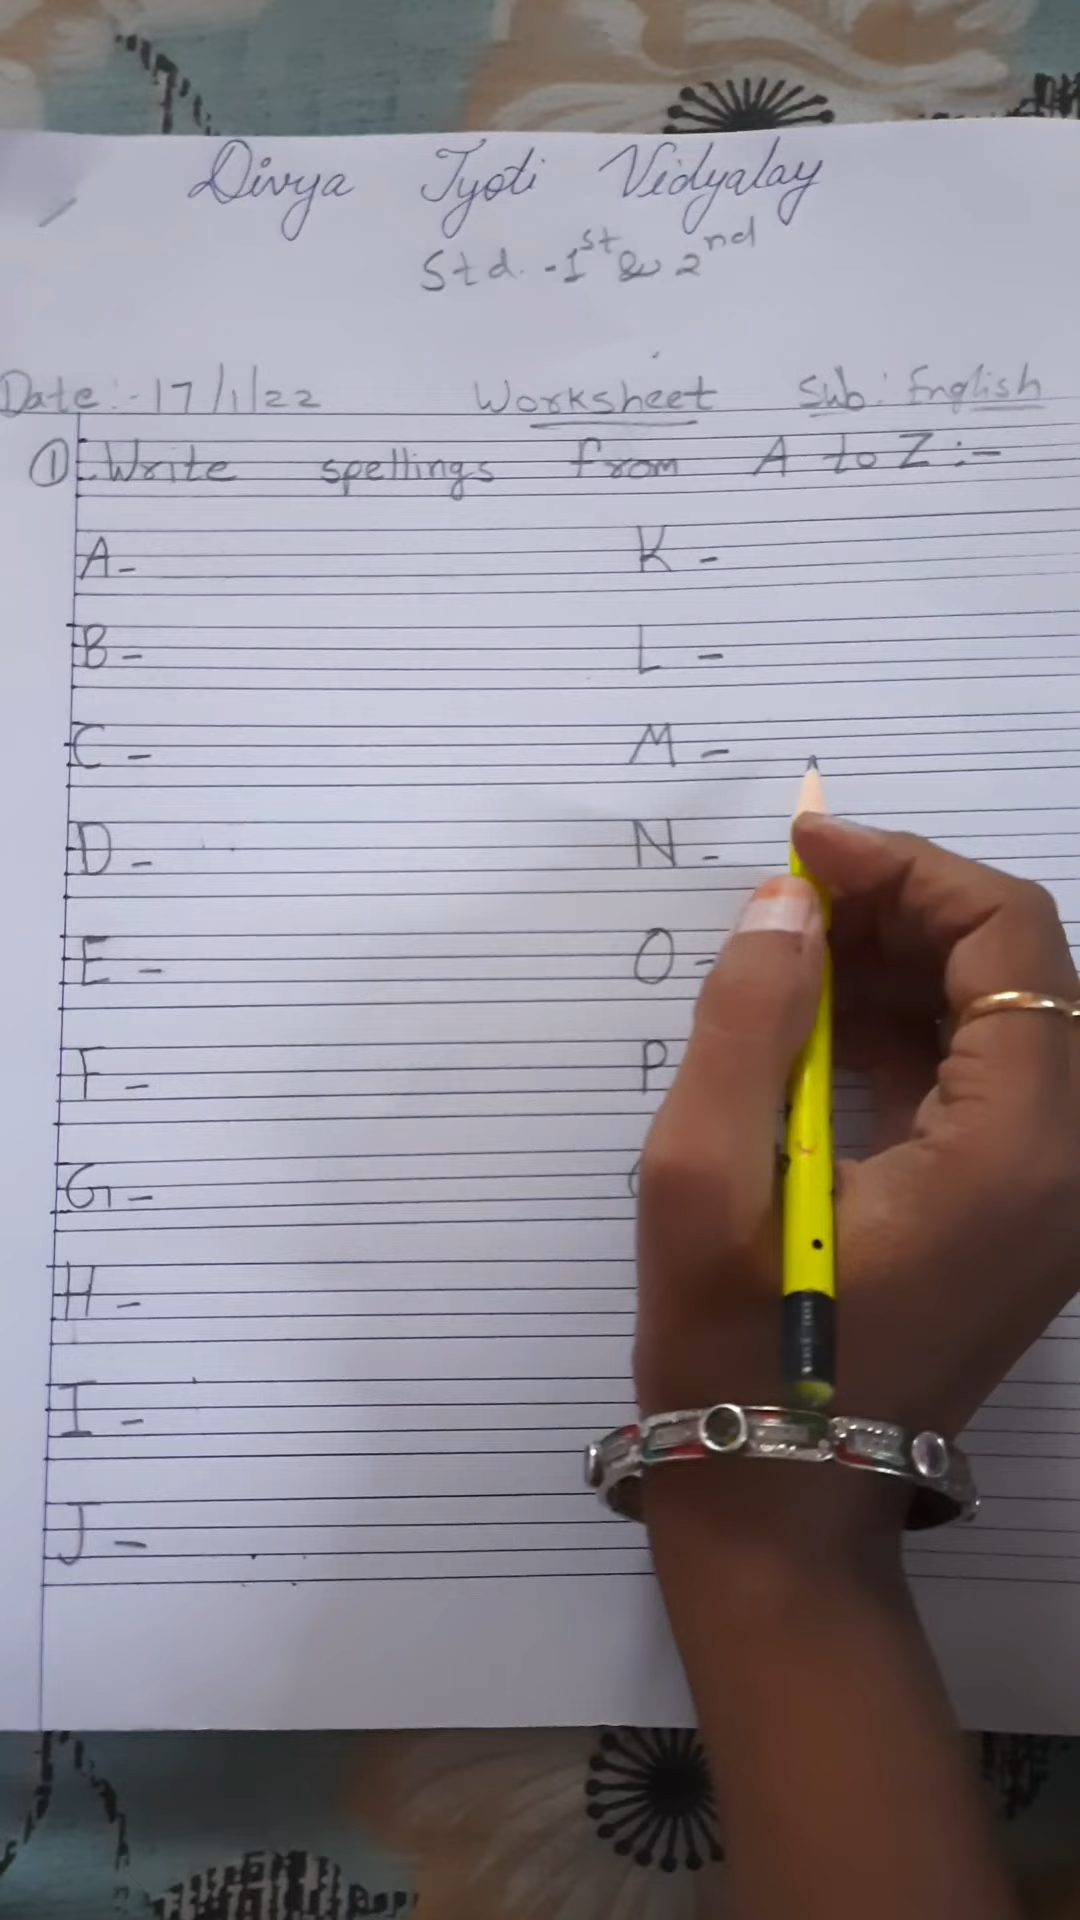 Divya Jyoti Vidyalay
Std. - 1st & 2nd
Date :- 17/1/22 Worksheet Sub : English
① Write spellings from A to Z :-
A - K -
B - L -
C - M -
D - N -
E - O -
F - P
G -
H -
I -
J -